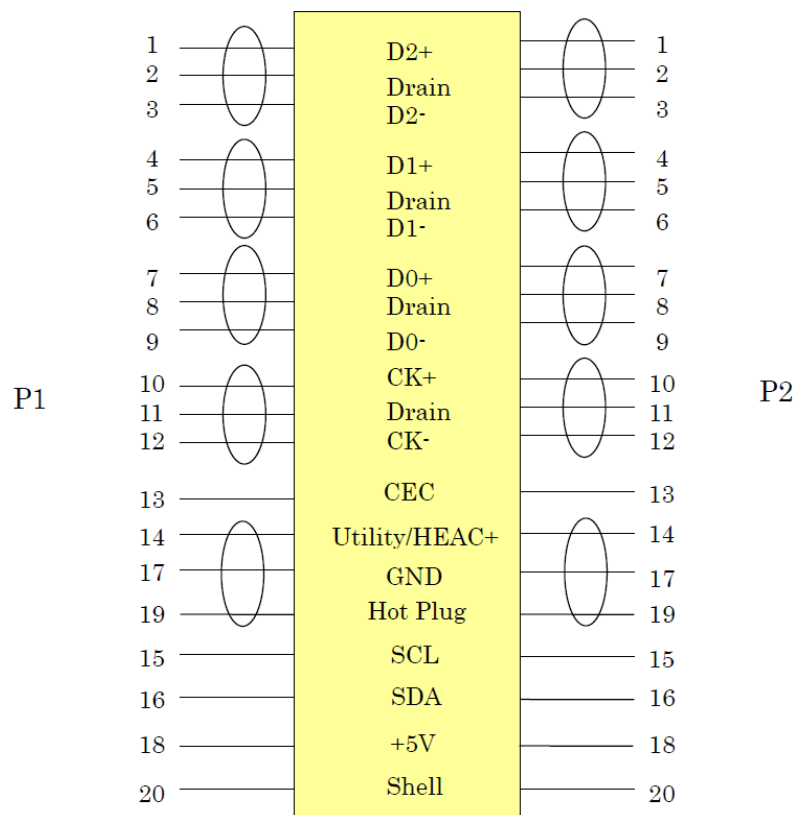 1 D2+ 1
2 Drain 2
3 D2- 3
4 D1+ 4
5 Drain 5
6 D1- 6
7 D0+ 7
8 Drain 8
9 D0- 9
10 CK+ 10
P1 11 Drain 11 P2
12 CK- 12
13 CEC 13
14 Utility/HEAC+ 14
17 GND 17
19 Hot Plug 19
15 SCL 15
16 SDA 16
18 +5V 18
20 Shell 20